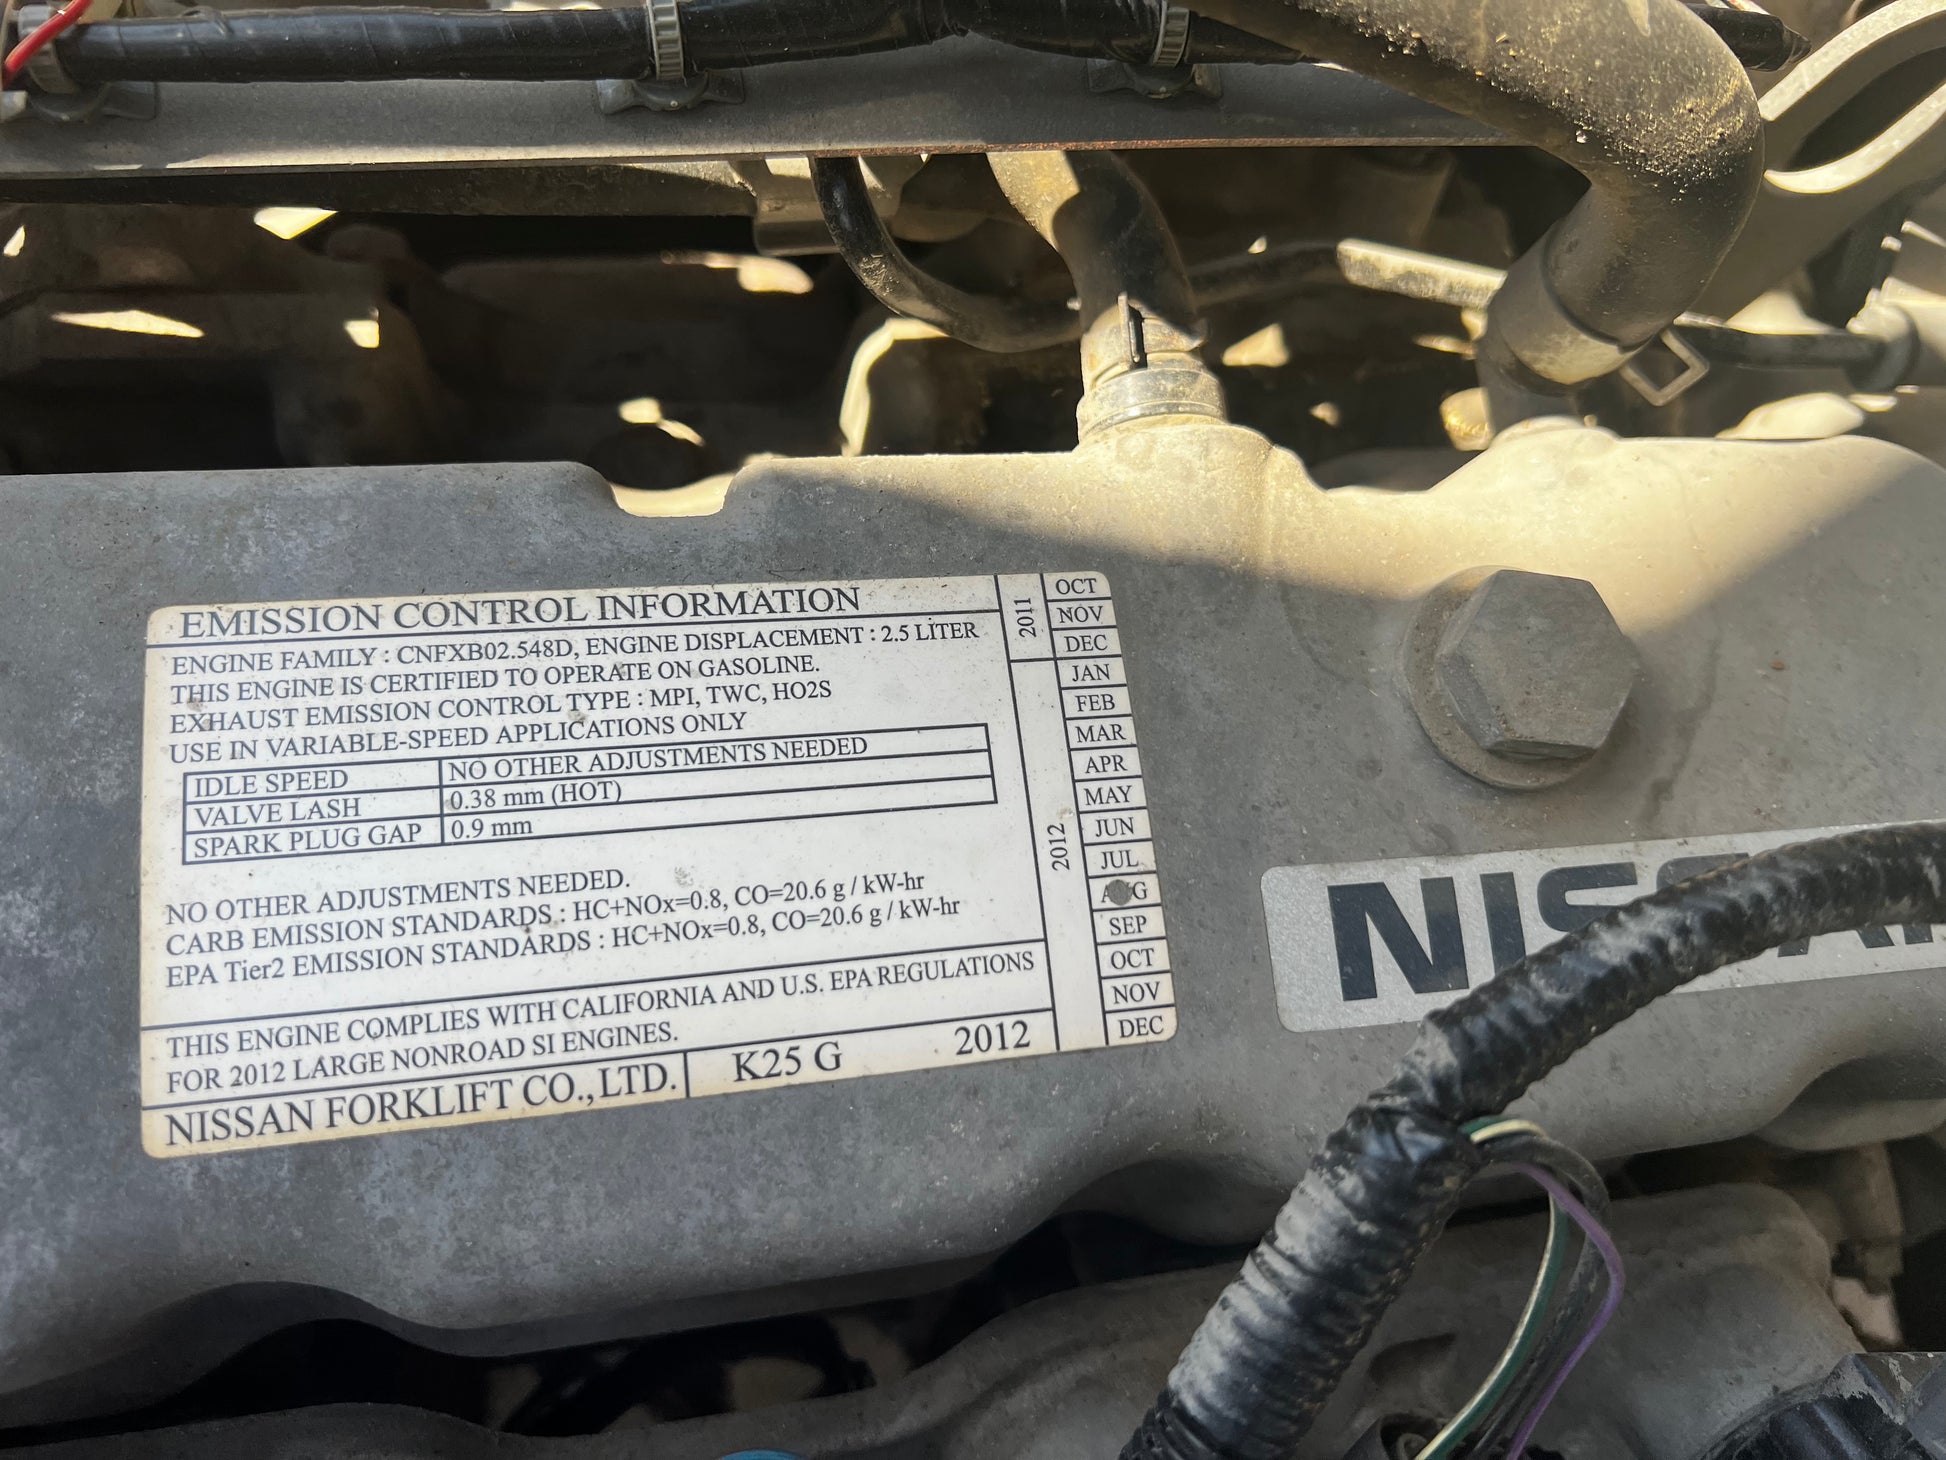 EMISSION CONTROL INFORMATION
ENGINE FAMILY : CNFXB02.548D, ENGINE DISPLACEMENT : 2.5 LITER
THIS ENGINE IS CERTIFIED TO OPERATE ON GASOLINE.
EXHAUST EMISSION CONTROL TYPE : MPI, TWC, HO2S
USE IN VARIABLE-SPEED APPLICATIONS ONLY
IDLE SPEED NO OTHER ADJUSTMENTS NEEDED
VALVE LASH 0.38 mm (HOT)
SPARK PLUG GAP 0.9 mm
NO OTHER ADJUSTMENTS NEEDED.
CARB EMISSION STANDARDS : HC+NOx=0.8, CO=20.6 g / kW-hr
EPA Tier2 EMISSION STANDARDS : HC+NOx=0.8, CO=20.6 g / kW-hr
THIS ENGINE COMPLIES WITH CALIFORNIA AND U.S. EPA REGULATIONS
FOR 2012 LARGE NONROAD SI ENGINES.
NISSAN FORKLIFT CO., LTD. K25 G 2012
2011
OCT
NOV
DEC
2012
JAN
FEB
MAR
APR
MAY
JUN
JUL
AUG
SEP
OCT
NOV
DEC
NISSAN